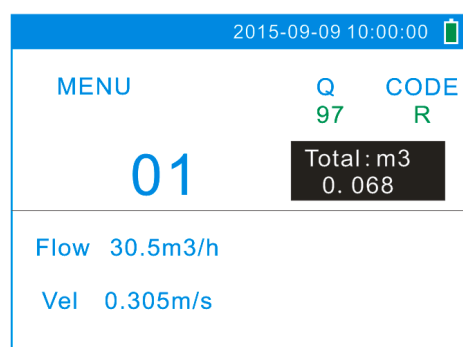 2015-09-09 10:00:00
MENU Q CODE
97 R
01 Total:m3
0.068
Flow 30.5m3/h
Vel 0.305m/s